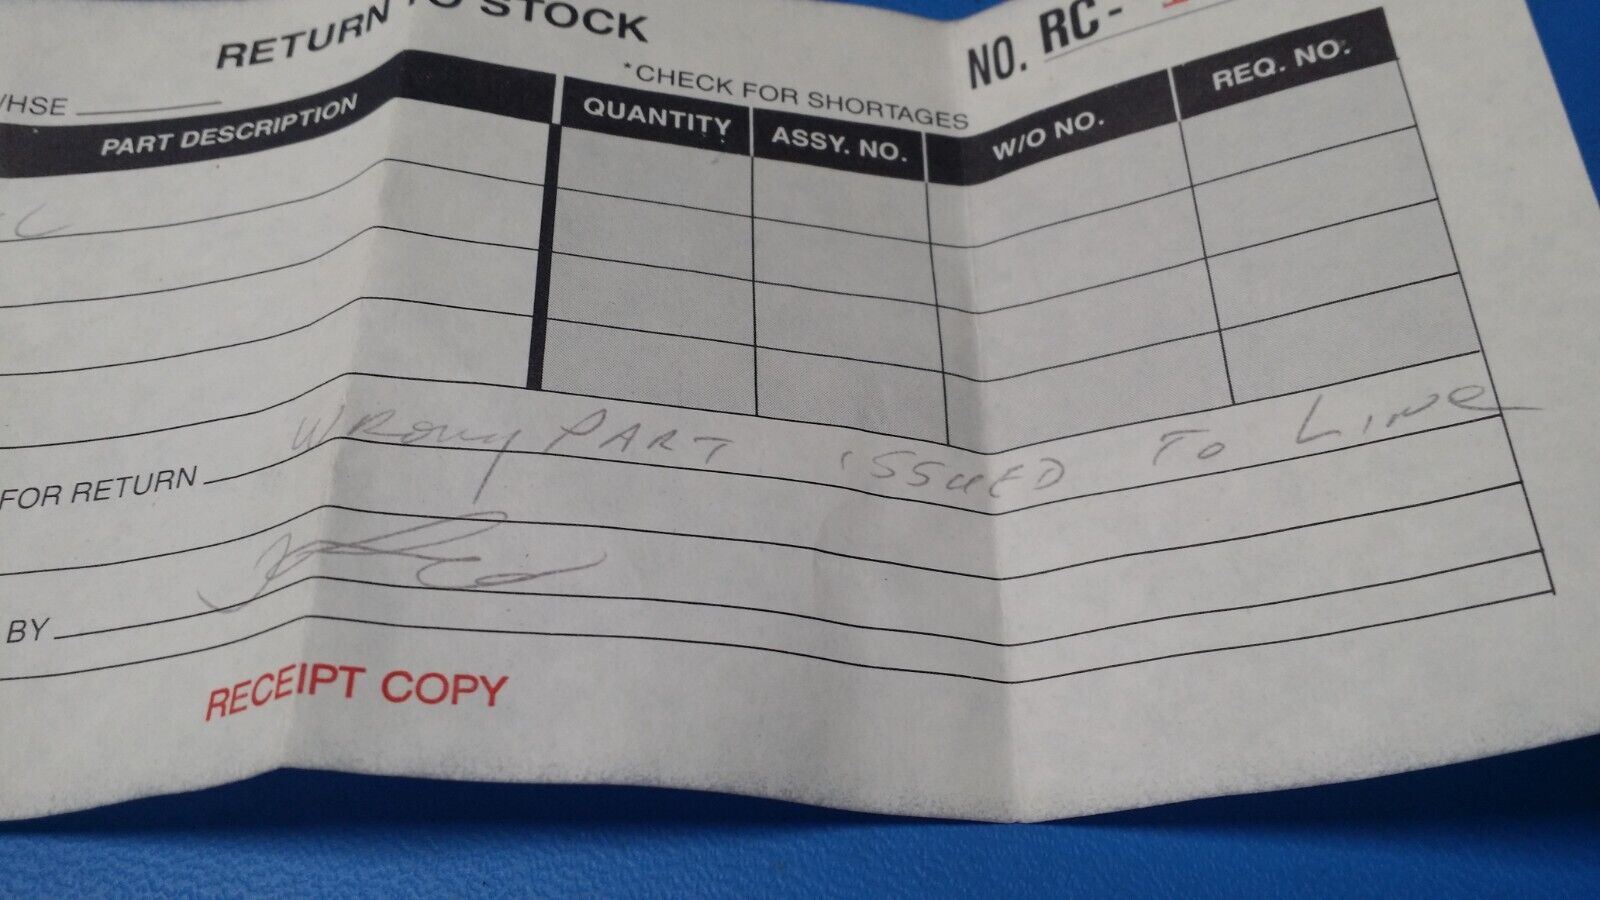 RETURN TO STOCK
NO. RC-
*CHECK FOR SHORTAGES
/HSE
PART DESCRIPTION QUANTITY ASSY. NO. W/O NO. REQ. NO.
FOR RETURN WRong PART ISSUED To LINe
BY
RECEIPT COPY